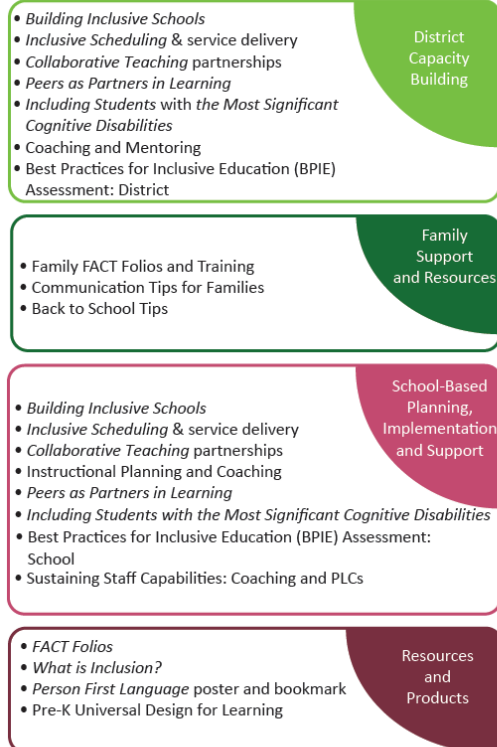 • Building Inclusive Schools
• Inclusive Scheduling & service delivery
• Collaborative Teaching partnerships
• Peers as Partners in Learning
• Including Students with the Most Significant
Cognitive Disabilities
• Coaching and Mentoring
• Best Practices for Inclusive Education (BPIE)
Assessment: District
District
Capacity
Building
• Family FACT Folios and Training
• Communication Tips for Families
• Back to School Tips
Family
Support
and Resources
• Building Inclusive Schools
• Inclusive Scheduling & service delivery
• Collaborative Teaching partnerships
• Instructional Planning and Coaching
• Peers as Partners in Learning
• Including Students with the Most Significant Cognitive Disabilities
• Best Practices for Inclusive Education (BPIE) Assessment:
School
• Sustaining Staff Capabilities: Coaching and PLCs
School-Based
Planning,
Implementation
and Support
• FACT Folios
• What is Inclusion?
• Person First Language poster and bookmark
• Pre-K Universal Design for Learning
Resources
and
Products